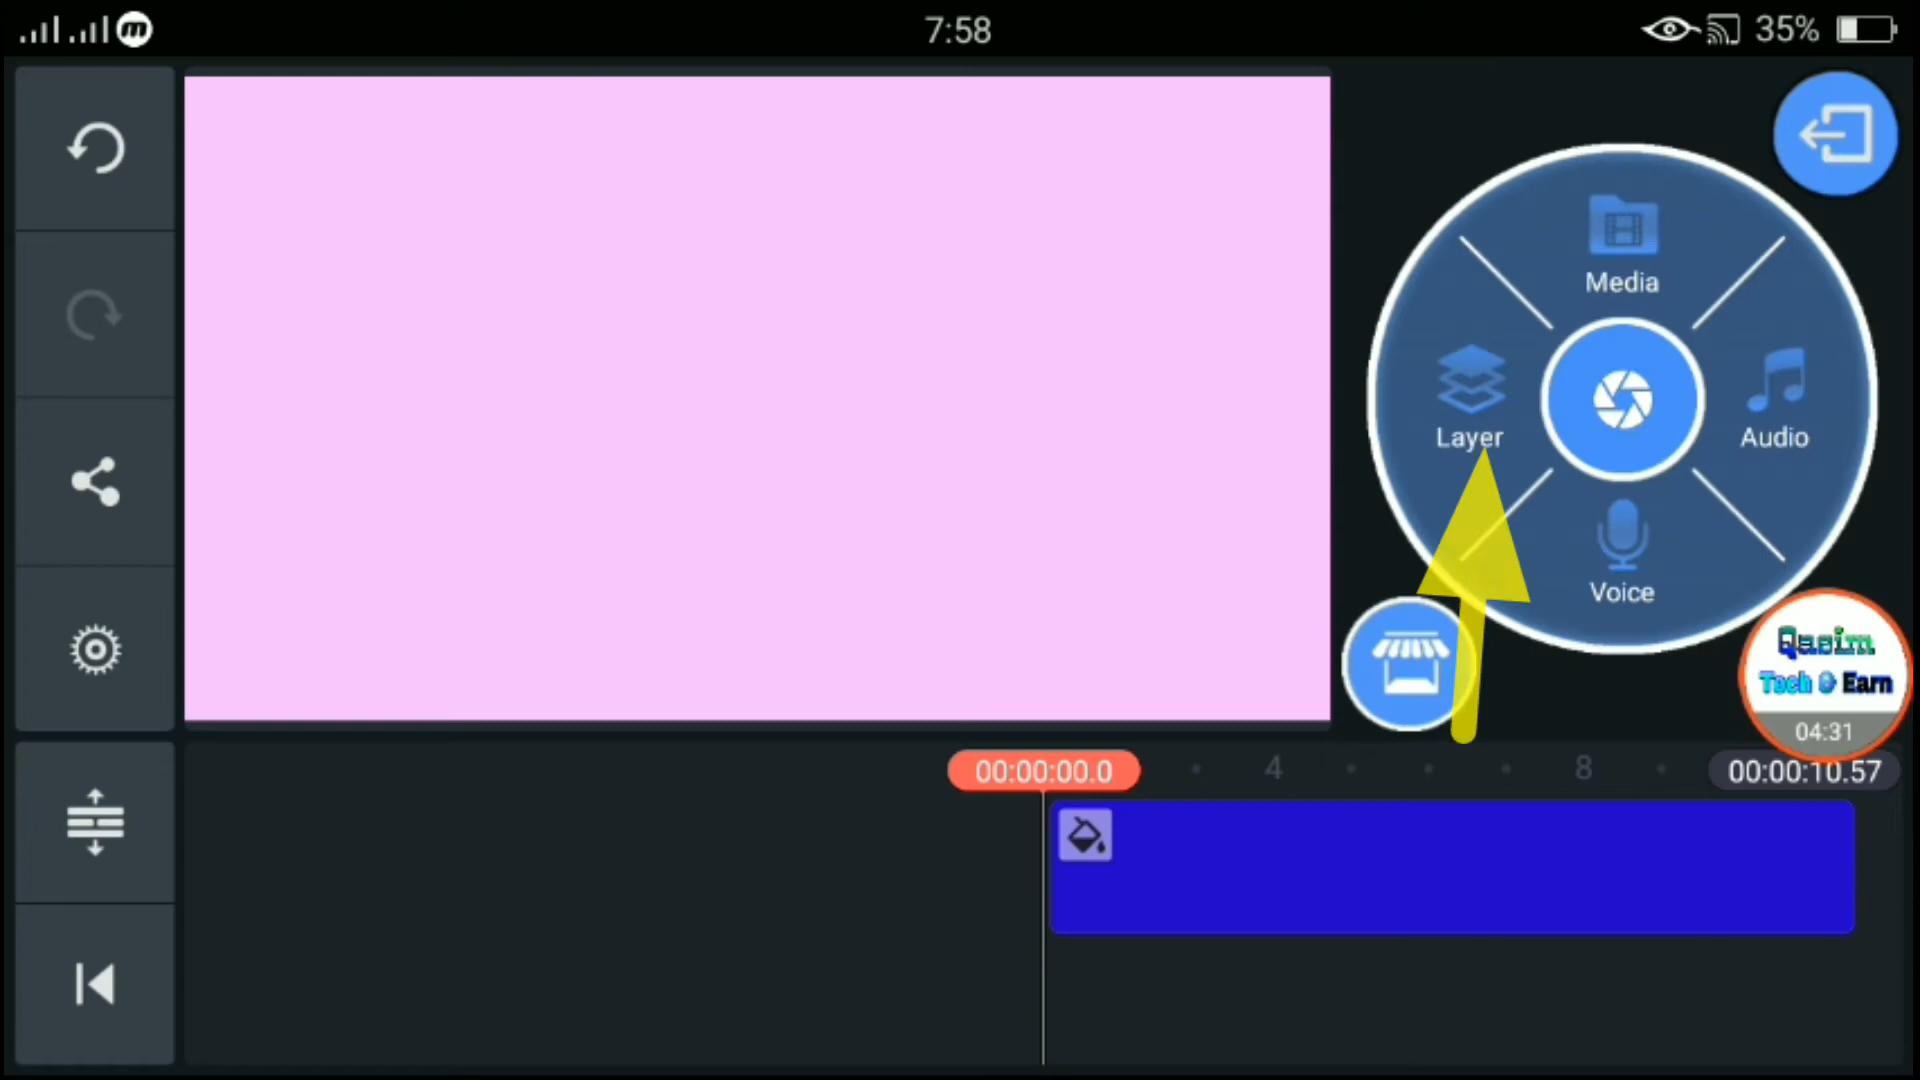 7:58
35%
Media
Layer
Audio
Voice
Qasim
Tech & Earn
04:31
00:00:00.0
4
8
00:00:10.57